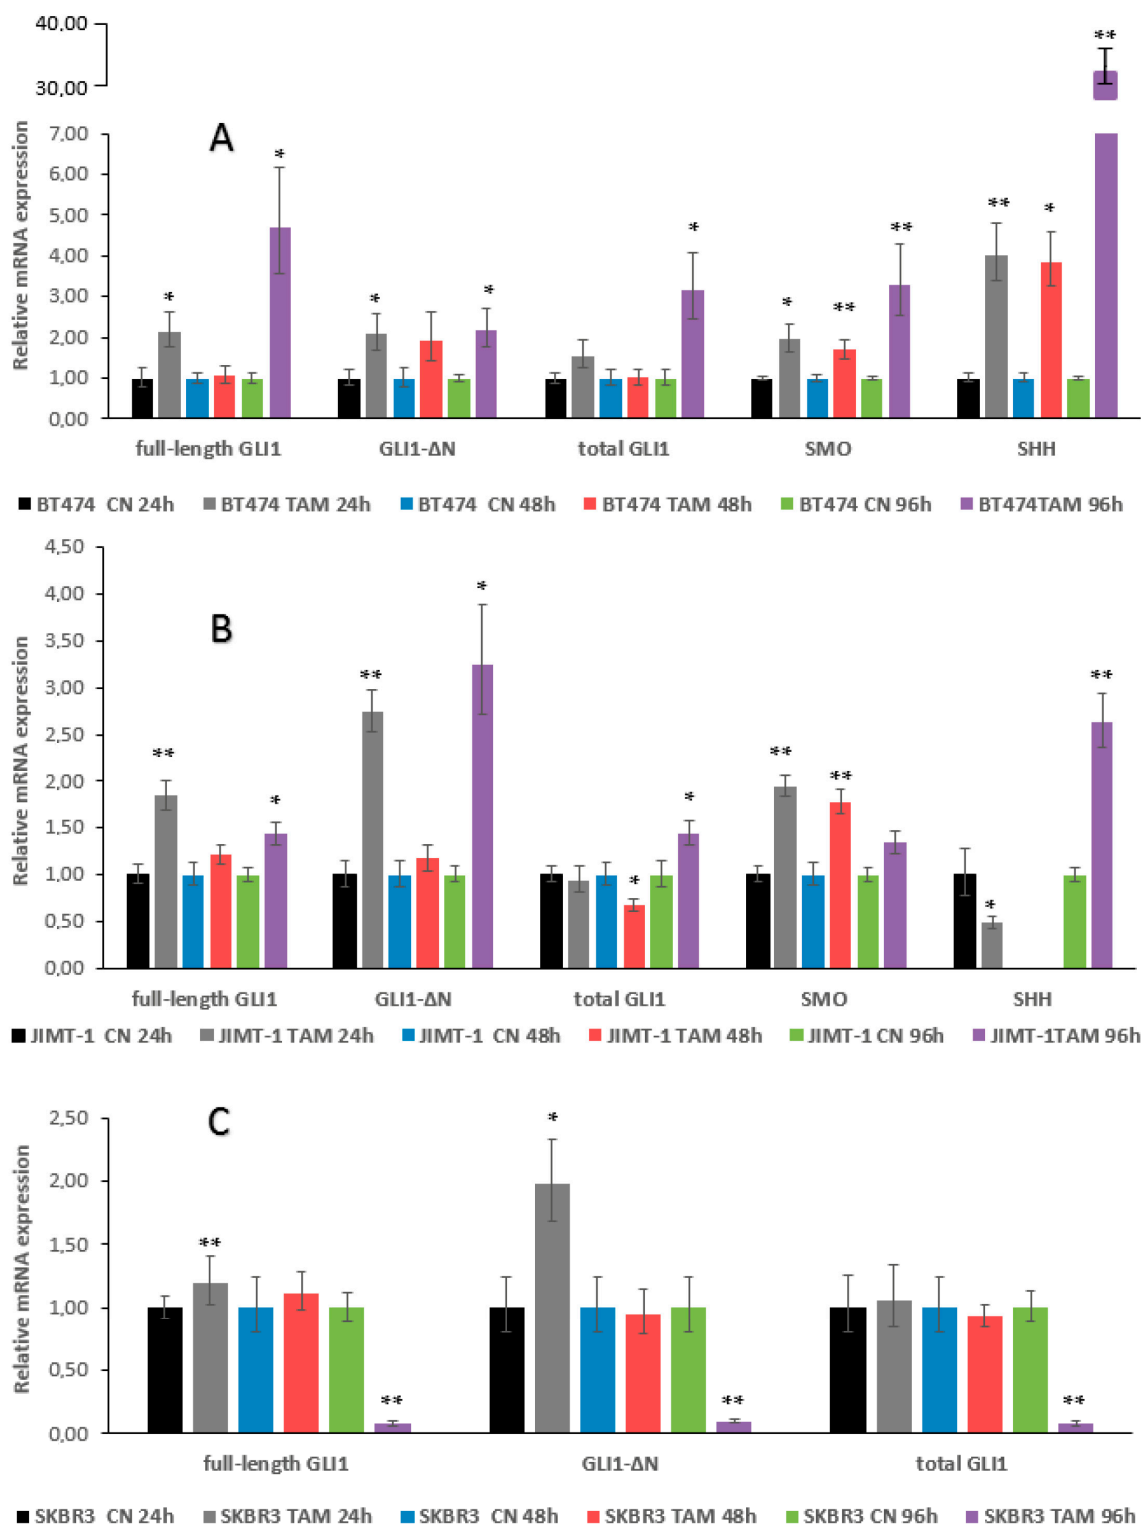 40,00
30,00
**
A
7,00
6,00
5,00
4,00
3,00
2,00
1,00
0,00
Relative mRNA expression
* * * * * * * ** ** ** *
full-length GLI1 GLI1-ΔN total GLI1 SMO SHH
BT474 CN 24h BT474 TAM 24h BT474 CN 48h BT474 TAM 48h BT474 CN 96h BT474TAM 96h
B
4,50
4,00
3,50
3,00
2,50
2,00
1,50
1,00
0,50
0,00
Relative mRNA expression
** * ** * * * ** ** * **
full-length GLI1 GLI1-ΔN total GLI1 SMO SHH
JIMT-1 CN 24h JIMT-1 TAM 24h JIMT-1 CN 48h JIMT-1 TAM 48h JIMT-1 CN 96h JIMT-1TAM 96h
C
2,50
2,00
1,50
1,00
0,50
0,00
Relative mRNA expression
** ** * ** **
full-length GLI1 GLI1-ΔN total GLI1
SKBR3 CN 24h SKBR3 TAM 24h SKBR3 CN 48h SKBR3 TAM 48h SKBR3 CN 96h SKBR3 TAM 96h